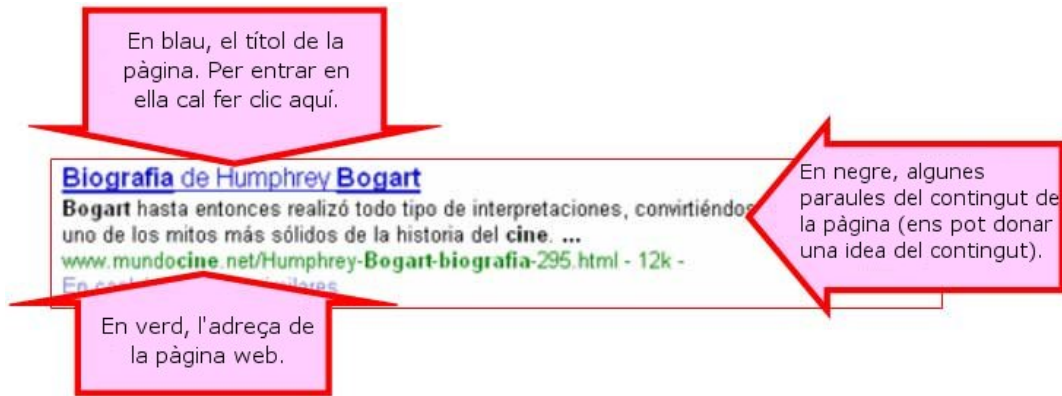 En blau, el títol de la
pàgina. Per entrar en
ella cal fer clic aquí.
Biografia de Humphrey Bogart
Bogart hasta entonces realizó todo tipo de interpretaciones,
uno de los mitos más sólidos de la historia del cine. ...
www.mundocine.net/Humphrey-Bogart-biografia-295.html - 12k -
En negre, algunes
paraules del contingut de
la pàgina (ens pot donar
una idea del contingut).
En verd, l'adreça de
la pàgina web.